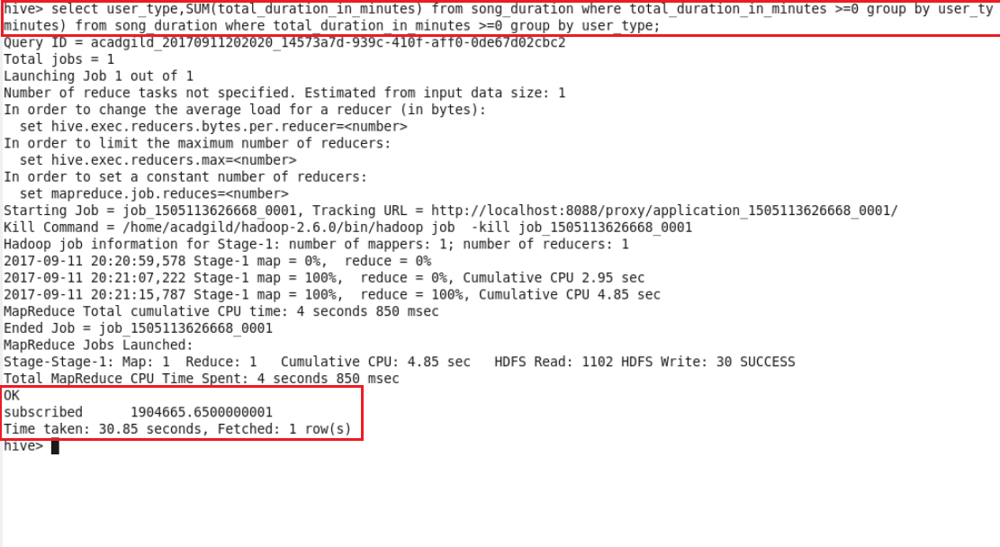 hive> select user_type,SUM(total_duration_in_minutes) from song_duration where total_duration_in_minutes >=0 group by user_ty
minutes) from song_duration where total_duration_in_minutes >=0 group by user_type;
Query ID = acadgild_20170911202020_14573a7d-939c-410f-aff0-0de67d02cbc2
Total jobs = 1
Launching Job 1 out of 1
Number of reduce tasks not specified. Estimated from input data size: 1
In order to change the average load for a reducer (in bytes):
  set hive.exec.reducers.bytes.per.reducer=<number>
In order to limit the maximum number of reducers:
  set hive.exec.reducers.max=<number>
In order to set a constant number of reducers:
  set mapreduce.job.reduces=<number>
Starting Job = job_1505113626668_0001, Tracking URL = http://localhost:8088/proxy/application_1505113626668_0001/
Kill Command = /home/acadgild/hadoop-2.6.0/bin/hadoop job  -kill job_1505113626668_0001
Hadoop job information for Stage-1: number of mappers: 1; number of reducers: 1
2017-09-11 20:20:59,578 Stage-1 map = 0%,  reduce = 0%
2017-09-11 20:21:07,222 Stage-1 map = 100%,  reduce = 0%, Cumulative CPU 2.95 sec
2017-09-11 20:21:15,787 Stage-1 map = 100%,  reduce = 100%, Cumulative CPU 4.85 sec
MapReduce Total cumulative CPU time: 4 seconds 850 msec
Ended Job = job_1505113626668_0001
MapReduce Jobs Launched:
Stage-Stage-1: Map: 1  Reduce: 1   Cumulative CPU: 4.85 sec   HDFS Read: 1102 HDFS Write: 30 SUCCESS
Total MapReduce CPU Time Spent: 4 seconds 850 msec
OK
subscribed      1904665.6500000001
Time taken: 30.85 seconds, Fetched: 1 row(s)
hive>